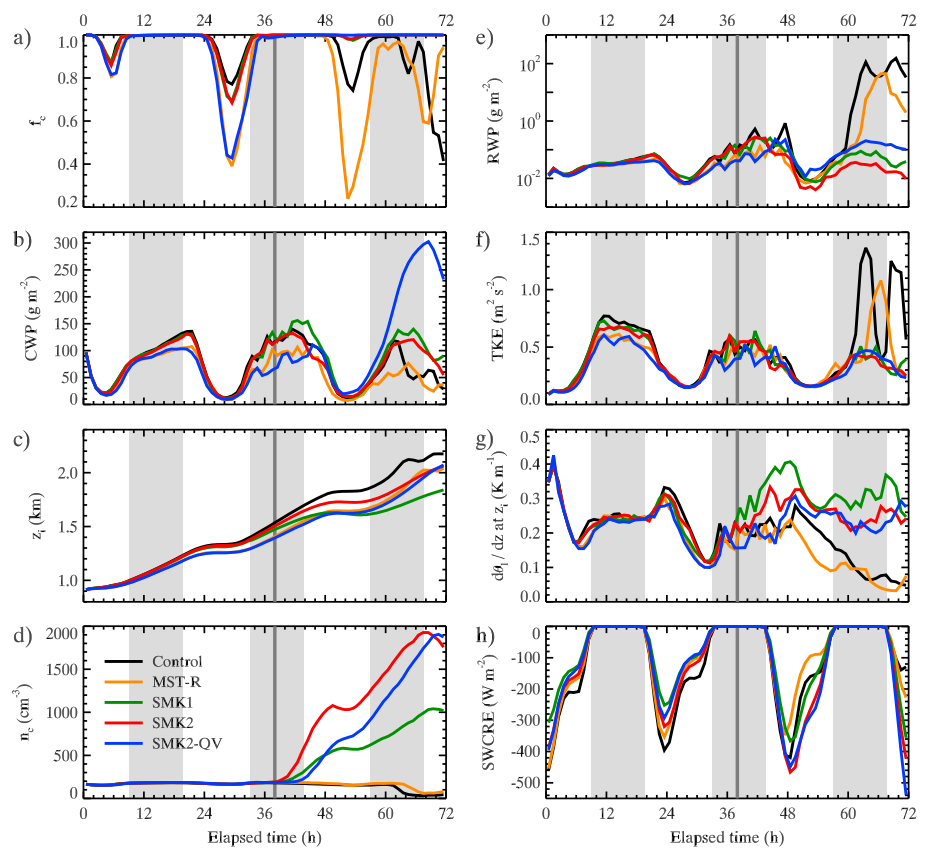 0 12 24 36 48 60 72
0 12 24 36 48 60 72
a)
1.0
0.8
0.6
0.4
0.2
f_c
e)
10^2
10^0
10^-2
RWP (g m^-2)
b)
300
250
200
150
100
50
0
CWP (g m^-2)
f)
1.5
1.0
0.5
0.0
TKE (m^2 s^-2)
c)
2.0
1.5
1.0
z_i (km)
g)
0.5
0.4
0.3
0.2
0.1
0.0
dθ_l / dz at z_i (K m^-1)
d)
2000
1500
1000
500
0
n_c (cm^-3)
Control
MST-R
SMK1
SMK2
SMK2-QV
h)
0
-100
-200
-300
-400
-500
SWCRE (W m^-2)
0 12 24 36 48 60 72
Elapsed time (h)
0 12 24 36 48 60 72
Elapsed time (h)